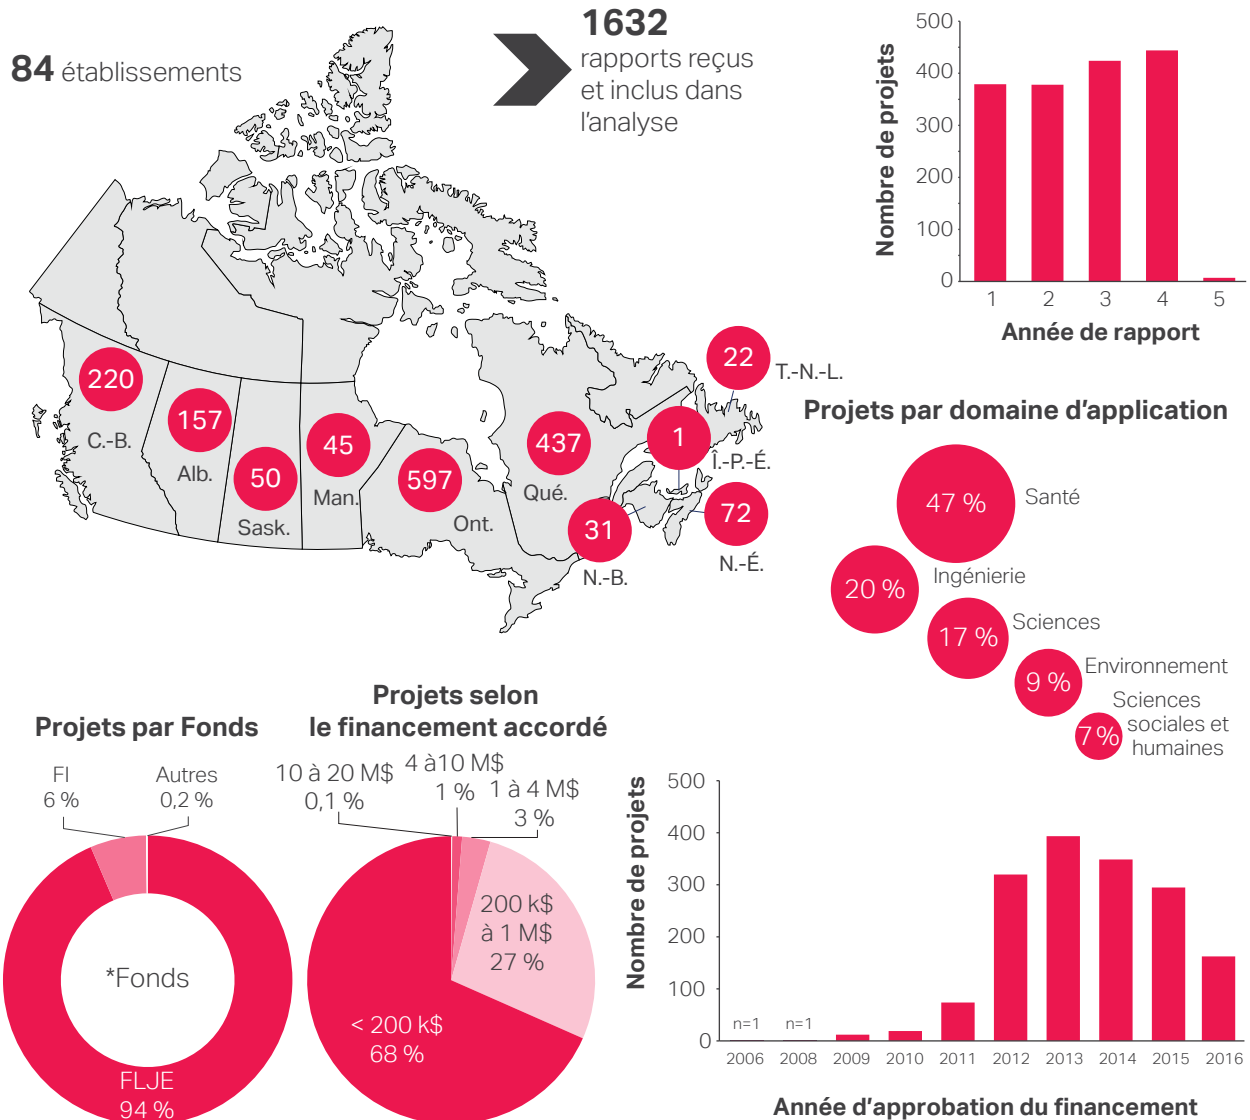 84 établissements
1632
rapports reçus
et inclus dans
l'analyse
220
C.-B.
157
Alb.
50
Sask.
45
Man.
597
Ont.
437
Qué.
31
N.-B.
1
Î.-P.-É.
22
T.-N.-L.
72
N.-É.
Nombre de projets
500
400
300
200
100
0
1 2 3 4 5
Année de rapport
Projets par domaine d'application
47 %
Santé
20 %
Ingénierie
17 %
Sciences
9 %
Environnement
7 %
Sciences
sociales et
humaines
Projets par Fonds
FI
6 %
Autres
0,2 %
*Fonds
FLJE
94 %
Projets selon
le financement accordé
10 à 20 M$
0,1 %
4 à10 M$
1 %
1 à 4 M$
3 %
200 k$
à 1 M$
27 %
< 200 k$
68 %
Nombre de projets
500
400
300
200
100
0
n=1 n=1
2006 2008 2009 2010 2011 2012 2013 2014 2015 2016
Année d'approbation du financement